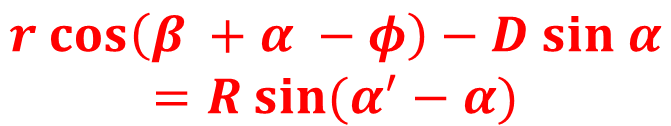 r cos(β + α − ϕ) − D sin α
= R sin(α′ − α)